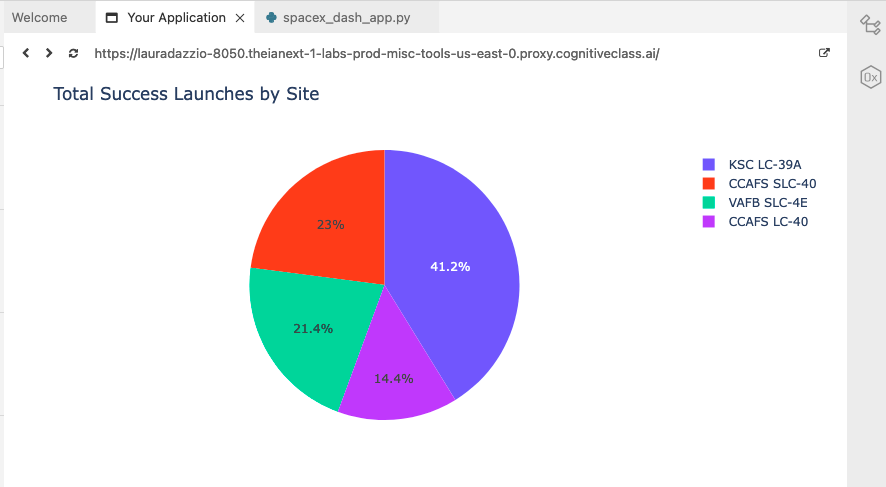 Welcome
Your Application
spacex_dash_app.py
https://lauradazzio-8050.theianext-1-labs-prod-misc-tools-us-east-0.proxy.cognitiveclass.ai/
Total Success Launches by Site
KSC LC-39A
CCAFS SLC-40
VAFB SLC-4E
CCAFS LC-40
23%
41.2%
21.4%
14.4%
0x